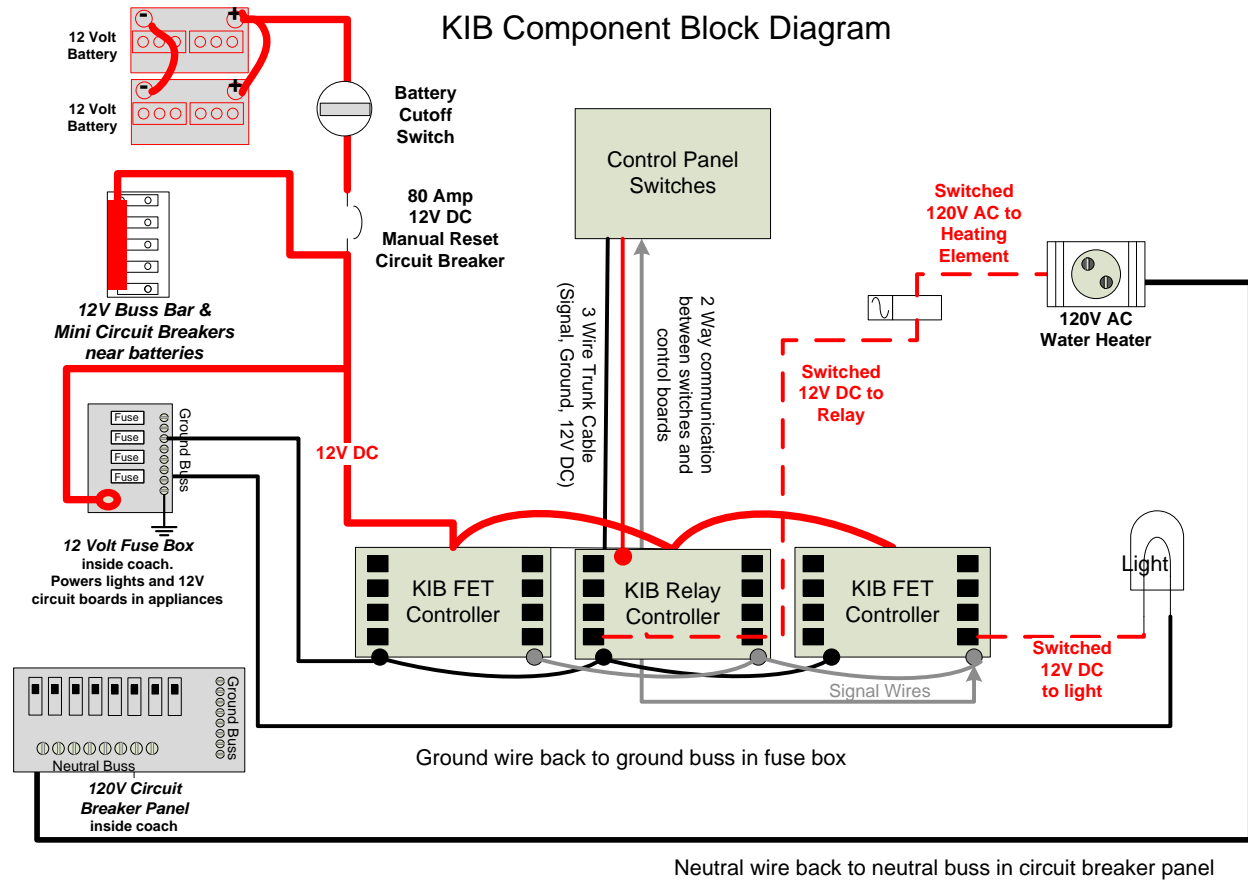 KIB Component Block Diagram
12 Volt
Battery
-
+
12 Volt
Battery
-
+
Battery
Cutoff
Switch
80 Amp
12V DC
Manual Reset
Circuit Breaker
Control Panel
Switches
Switched
120V AC to
Heating
Element
120V AC
Water Heater
12V Buss Bar &
Mini Circuit Breakers
near batteries
3 Wire Trunk Cable
(Signal, Ground, 12V DC)
2 Way communication
between switches and
control boards
Switched
12V DC to
Relay
Fuse
Fuse
Fuse
Fuse
Ground Buss
12V DC
12 Volt Fuse Box
inside coach.
Powers lights and 12V
circuit boards in appliances
KIB FET
Controller
KIB Relay
Controller
KIB FET
Controller
Light
Switched
12V DC
to light
Signal Wires
Ground Buss
Neutral Buss
120V Circuit
Breaker Panel
inside coach
Ground wire back to ground buss in fuse box
Neutral wire back to neutral buss in circuit breaker panel